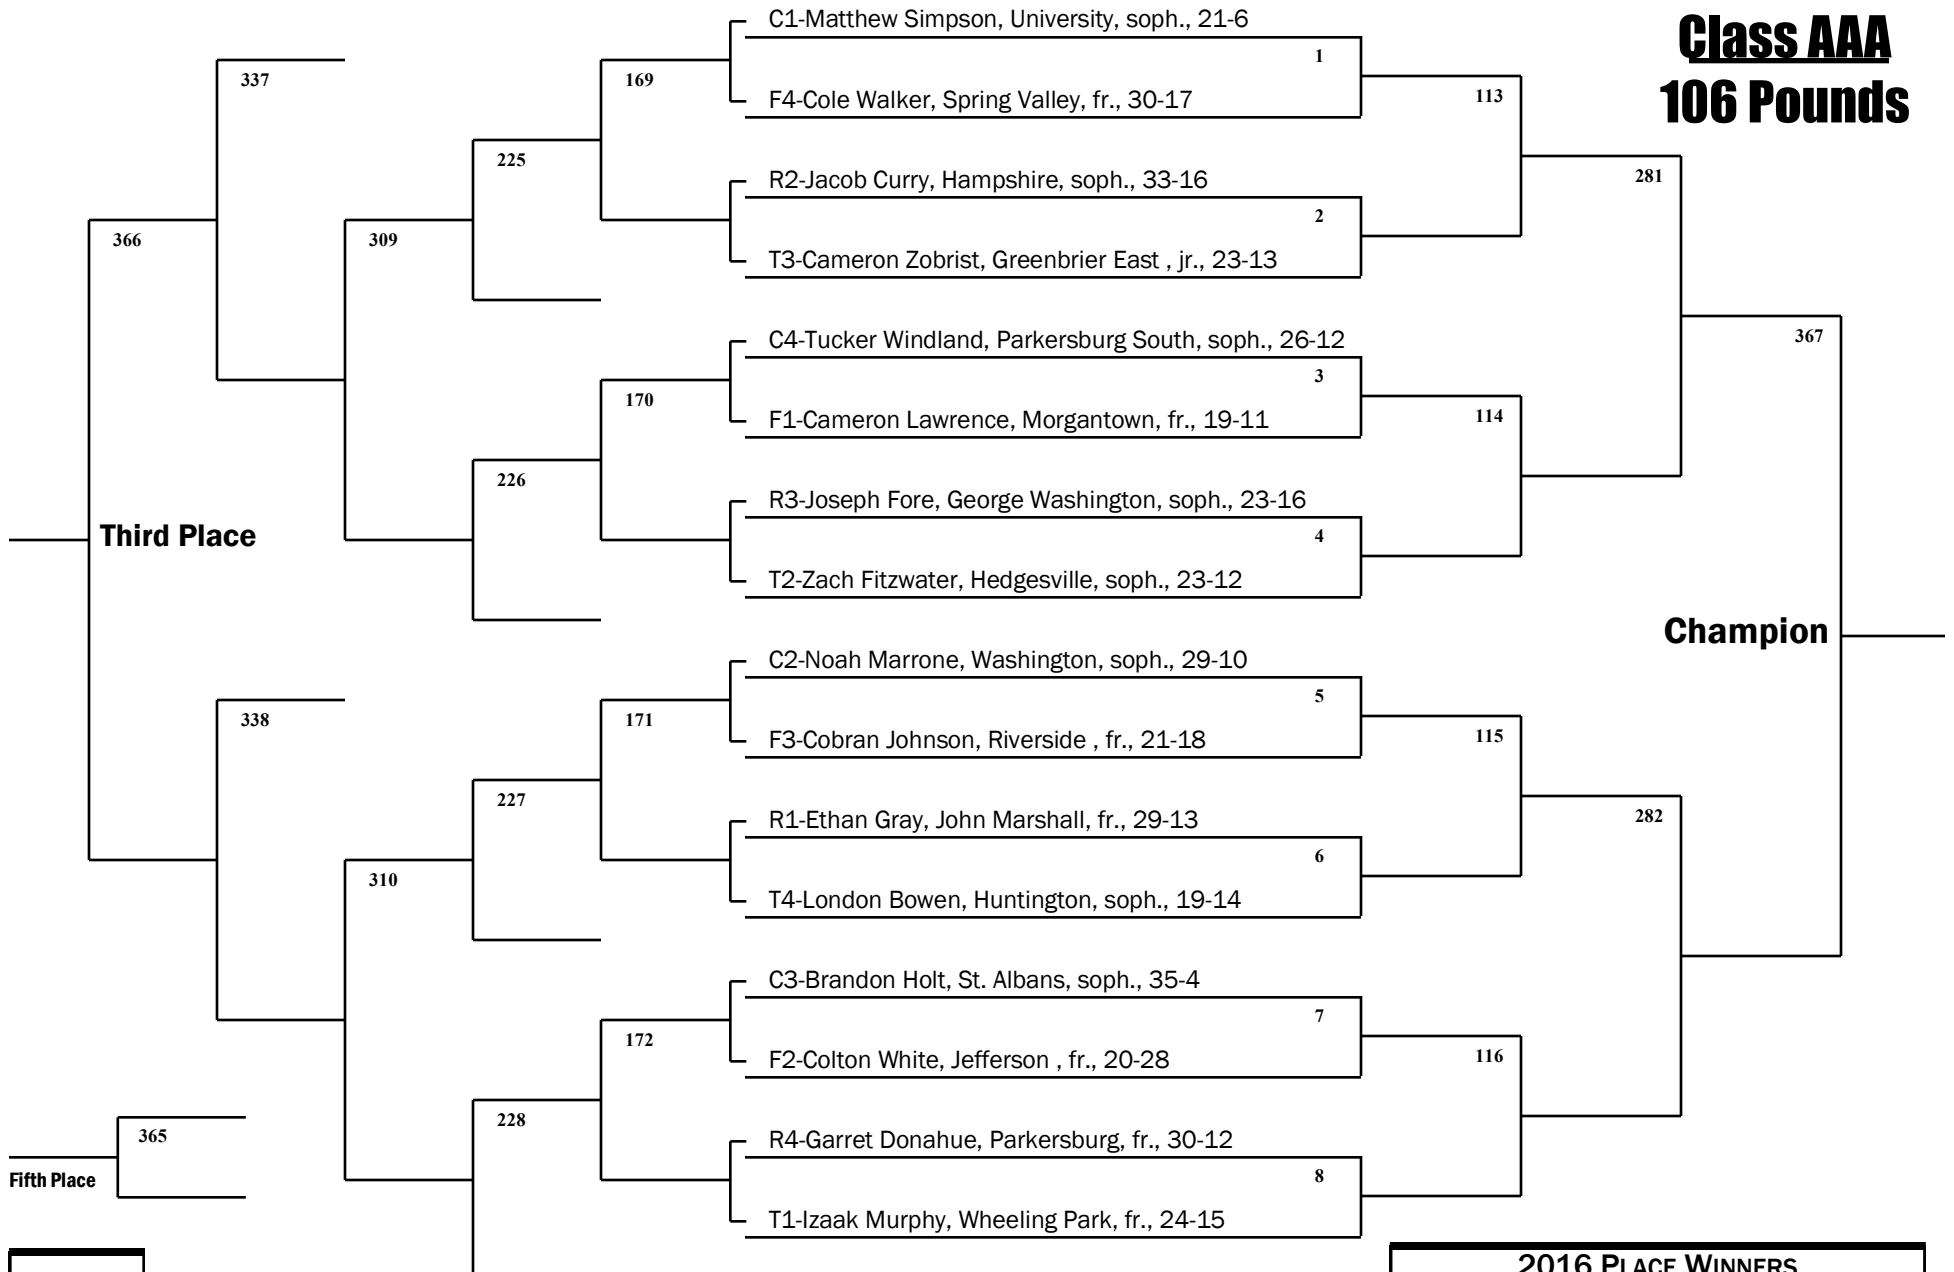 Class AAA
106 Pounds
C1-Matthew Simpson, University, soph., 21-6
1
337
169
F4-Cole Walker, Spring Valley, fr., 30-17
113
225
R2-Jacob Curry, Hampshire, soph., 33-16
281
2
366
309
T3-Cameron Zobrist, Greenbrier East , jr., 23-13
C4-Tucker Windland, Parkersburg South, soph., 26-12
367
3
170
F1-Cameron Lawrence, Morgantown, fr., 19-11
114
226
R3-Joseph Fore, George Washington, soph., 23-16
Third Place
4
T2-Zach Fitzwater, Hedgesville, soph., 23-12
Champion
C2-Noah Marrone, Washington, soph., 29-10
5
338
171
F3-Cobran Johnson, Riverside , fr., 21-18
115
227
R1-Ethan Gray, John Marshall, fr., 29-13
282
6
310
T4-London Bowen, Huntington, soph., 19-14
C3-Brandon Holt, St. Albans, soph., 35-4
7
172
F2-Colton White, Jefferson , fr., 20-28
116
228
365
R4-Garret Donahue, Parkersburg, fr., 30-12
Fifth Place
8
T1-Izaak Murphy, Wheeling Park, fr., 24-15
2016 PLACE WINNERS